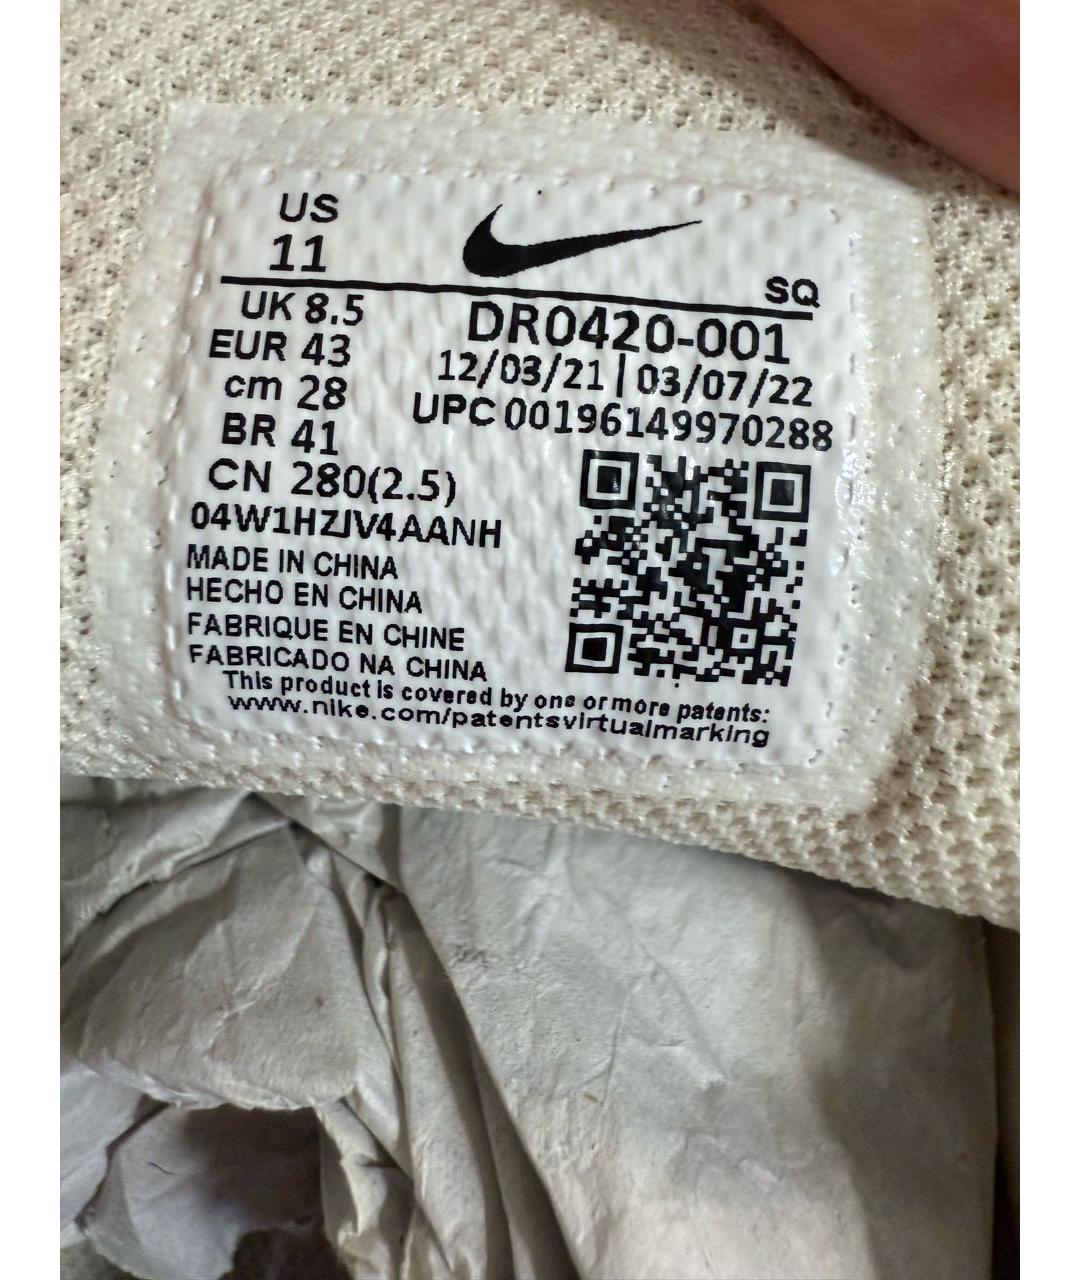 US
11
SQ
UK 8.5
EUR 43
cm 28
BR 41
CN 280(2.5)
DR0420-001
12/03/21 | 03/07/22
UPC 00196149970288
04W1HZJV4AANH
MADE IN CHINA
HECHO EN CHINA
FABRIQUE EN CHINE
FABRICADO NA CHINA
This product is covered by one or more patents:
www.nike.com/patentsvirtualmarking